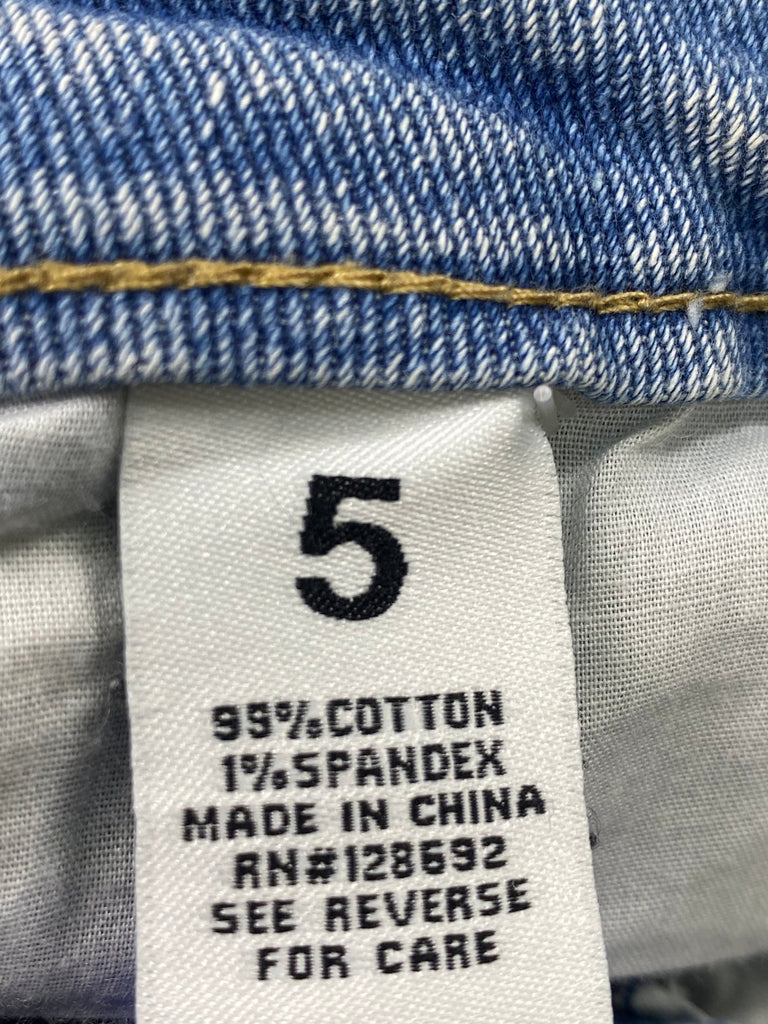 5
99%COTTON
1%SPANDEX
MADE IN CHINA
RN#128692
SEE REVERSE
FOR CARE